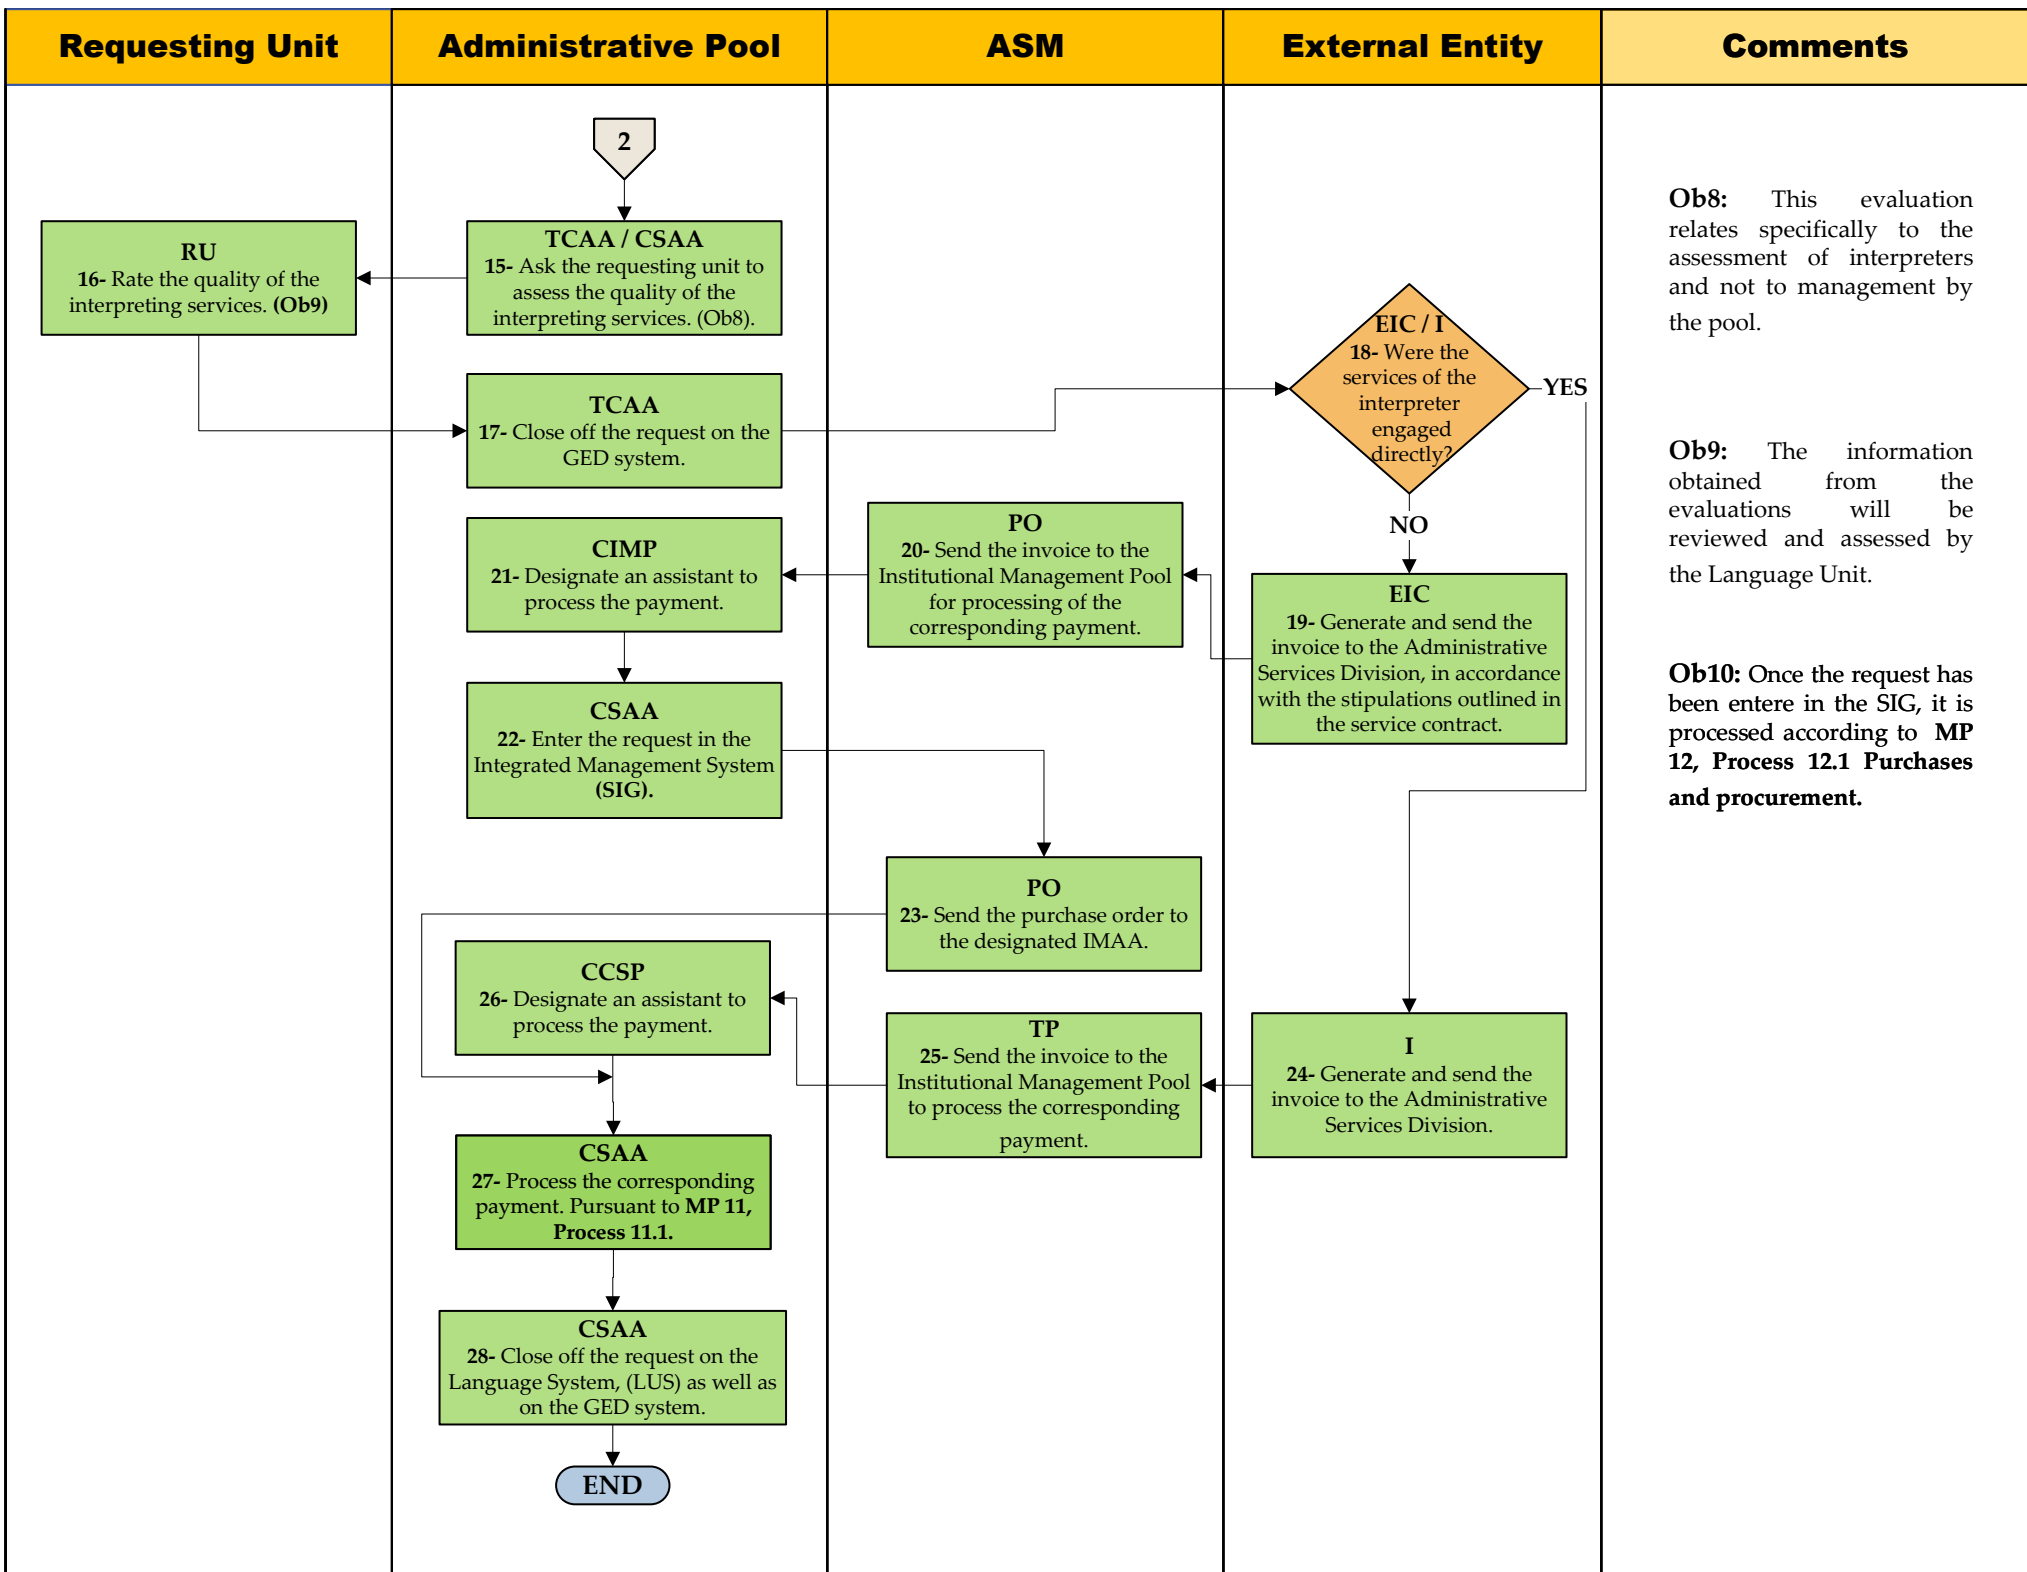 Requesting Unit
Administrative Pool
ASM
External Entity
Comments
2
TCAA / CSAA
15- Ask the requesting unit to
assess the quality of the
interpreting services. (Ob8).
RU
16- Rate the quality of the
interpreting services. (Ob9)
TCAA
17- Close off the request on the
GED system.
EIC / I
18- Were the
services of the
interpreter
engaged
directly?
YES
NO
EIC
19- Generate and send the
invoice to the Administrative
Services Division, in accordance
with the stipulations outlined in
the service contract.
PO
20- Send the invoice to the
Institutional Management Pool
for processing of the
corresponding payment.
CIMP
21- Designate an assistant to
process the payment.
CSAA
22- Enter the request in the
Integrated Management System
(SIG).
PO
23- Send the purchase order to
the designated IMAA.
I
24- Generate and send the
invoice to the Administrative
Services Division.
TP
25- Send the invoice to the
Institutional Management Pool
to process the corresponding
payment.
CCSP
26- Designate an assistant to
process the payment.
CSAA
27- Process the corresponding
payment. Pursuant to MP 11,
Process 11.1.
CSAA
28- Close off the request on the
Language System, (LUS) as well as
on the GED system.
END
Ob8: This evaluation
relates specifically to the
assessment of interpreters
and not to management by
the pool.
Ob9: The information
obtained from the
evaluations will be
reviewed and assessed by
the Language Unit.
Ob10: Once the request has
been entere in the SIG, it is
processed according to MP
12, Process 12.1 Purchases
and procurement.